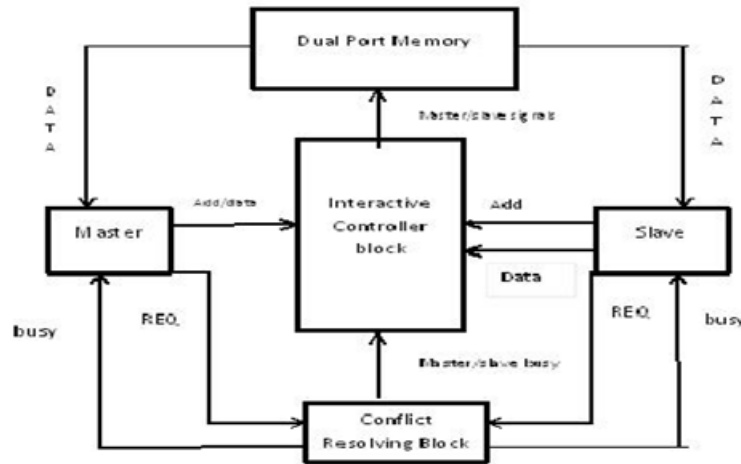 Dual Port Memory
D
A
T
A
D
A
T
A
Master/slave signals
Add/data
Interactive
Controller
block
Add
Master
Slave
Data
busy
REQ
REQ
busy
Master/slave busy
Conflict
Resolving Block